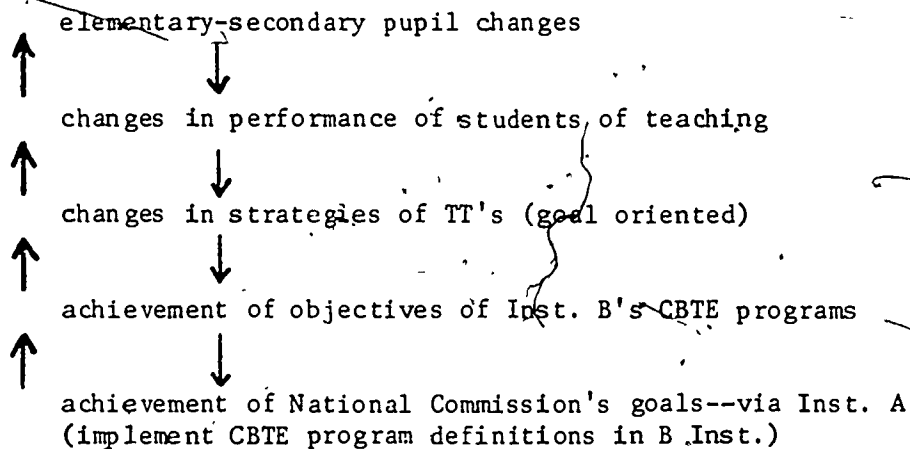 elementary-secondary pupil changes
changes in performance of students of teaching
changes in strategies of TT's (goal oriented)
achievement of objectives of Inst. B's CBTE programs
achievement of National Commission's goals--via Inst. A
(implement CBTE program definitions in B Inst.)